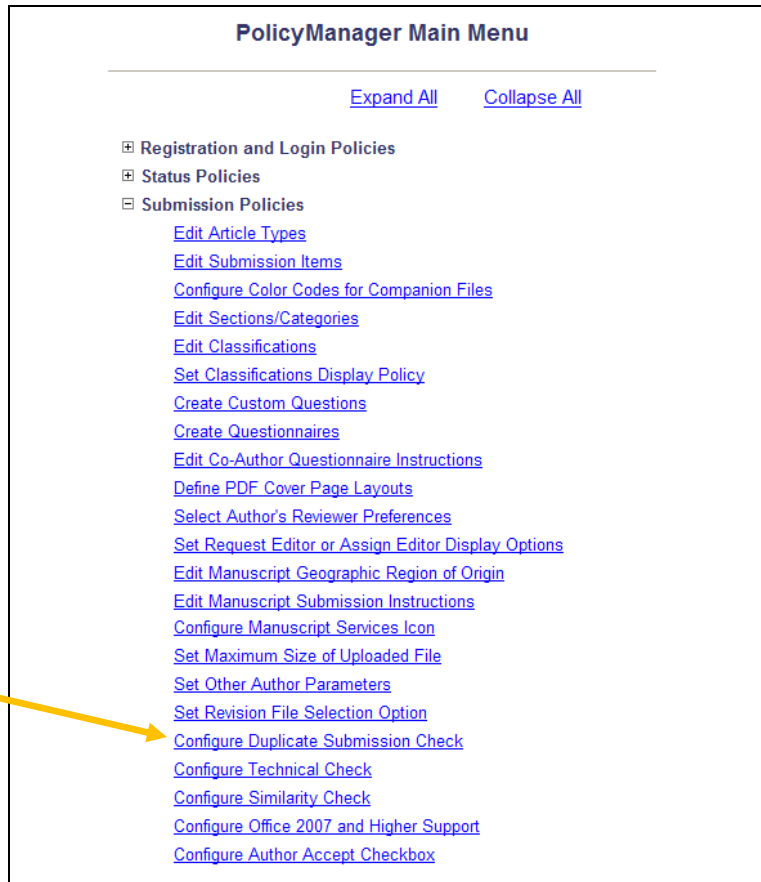 PolicyManager Main Menu
Expand All Collapse All
Registration and Login Policies
Status Policies
Submission Policies
Edit Article Types
Edit Submission Items
Configure Color Codes for Companion Files
Edit Sections/Categories
Edit Classifications
Set Classifications Display Policy
Create Custom Questions
Create Questionnaires
Edit Co-Author Questionnaire Instructions
Define PDF Cover Page Layouts
Select Author's Reviewer Preferences
Set Request Editor or Assign Editor Display Options
Edit Manuscript Geographic Region of Origin
Edit Manuscript Submission Instructions
Configure Manuscript Services Icon
Set Maximum Size of Uploaded File
Set Other Author Parameters
Set Revision File Selection Option
Configure Duplicate Submission Check
Configure Technical Check
Configure Similarity Check
Configure Office 2007 and Higher Support
Configure Author Accept Checkbox